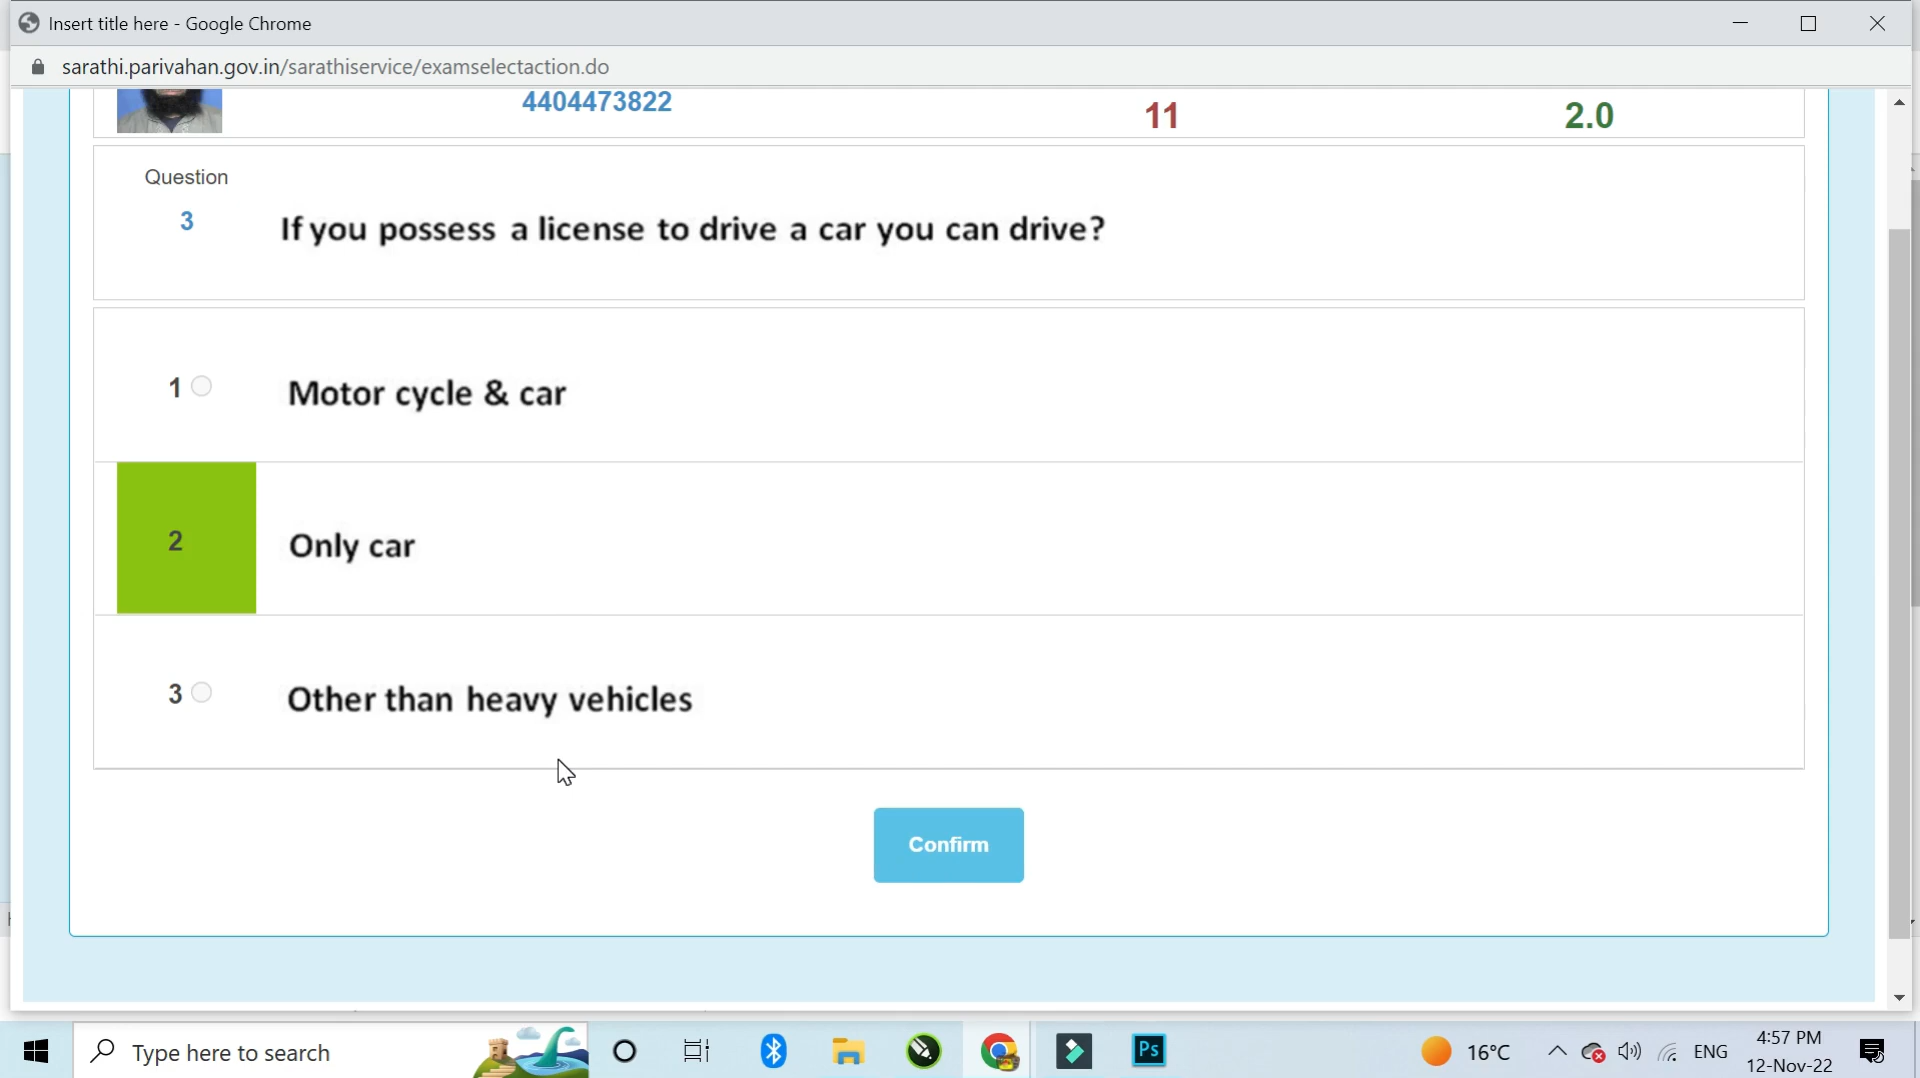 Insert title here - Google Chrome
sarathi.parivahan.gov.in/sarathiservice/examselectaction.do
4404473822
11
2.0
Question
3
If you possess a license to drive a car you can drive?
1
Motor cycle & car
2
Only car
3
Other than heavy vehicles
Confirm
Type here to search
Ps
16°C
ENG
4:57 PM
12-Nov-22